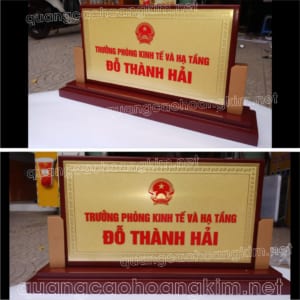 TRƯỞNG PHÒNG KINH TẾ VÀ HẠ TẦNG
ĐỖ THÀNH HẢI
quangcaohoangkim.net
TRƯỞNG PHÒNG KINH TẾ VÀ HẠ TẦNG
ĐỖ THÀNH HẢI
quangcaohoangkim.net